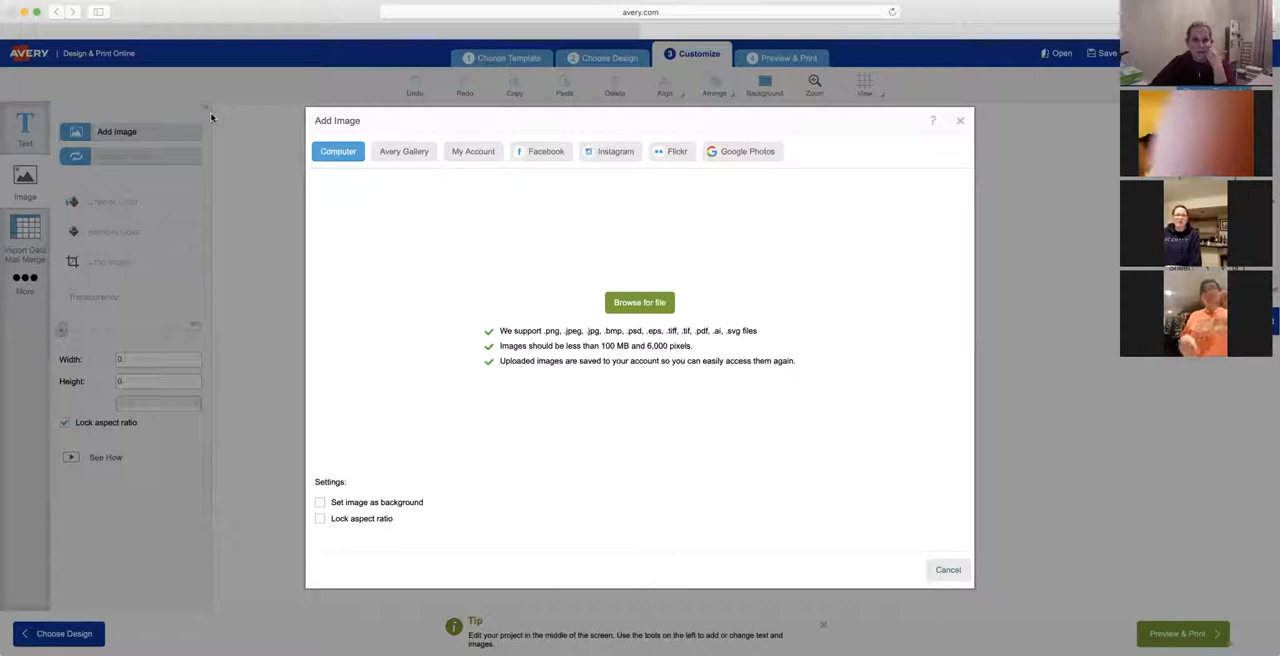 avery.com
AVERY Design & Print Online
1 Choose Template
2 Choose Design
3 Customize
4 Preview & Print
Open
Save
Undo
Redo
Copy
Paste
Delete
Align
Arrange
Background
Zoom
View
Text
Image
Import Data
Mail Merge
More
Add Image
Transparency:
Width: 0
Height: 0
Lock aspect ratio
See How
Add Image
?
Computer
Avery Gallery
My Account
Facebook
Instagram
Flickr
Google Photos
Browse for file
We support .png, .jpeg, .jpg, .bmp, .psd, .eps, .tiff, .tif, .pdf, .ai, .svg files
Images should be less than 100 MB and 6,000 pixels.
Uploaded images are saved to your account so you can easily access them again.
Settings:
Set image as background
Lock aspect ratio
Cancel
Choose Design
Tip
Edit your project in the middle of the screen. Use the tools on the left to add or change text and
images.
Preview & Print